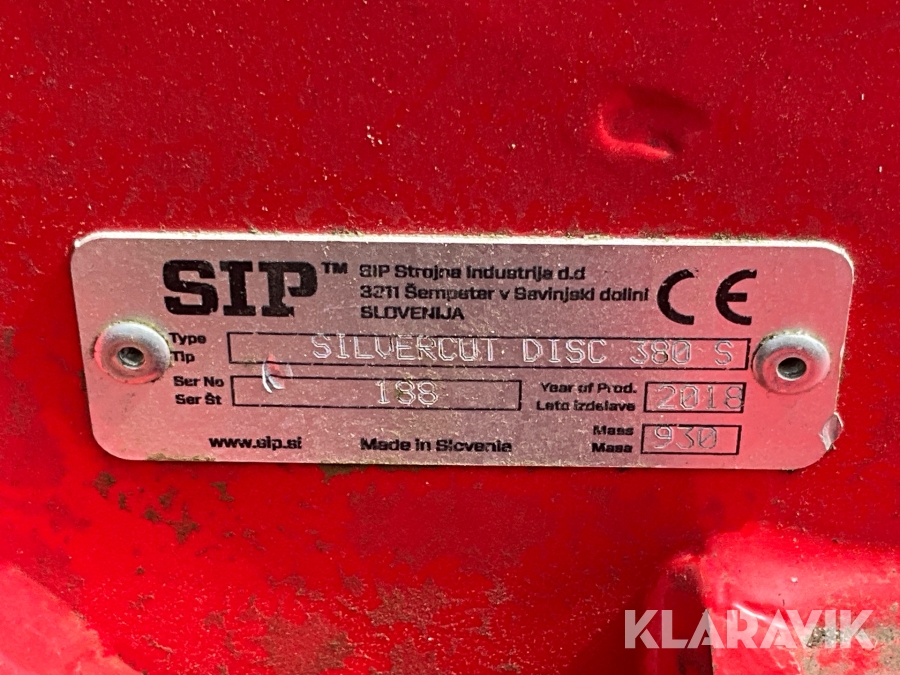 SIP™
SIP Strojna Industrija d.d
3311 Šempeter v Savinjski dolini
SLOVENIJA
CE
Type
Tip
SILVERCUT DISC 380 S
Ser No
Ser Št
188
Year of Prod.
Leto izdelave
2018
Mass
Masa
930
www.sip.si
Made in Slovenia
KLARAVIK